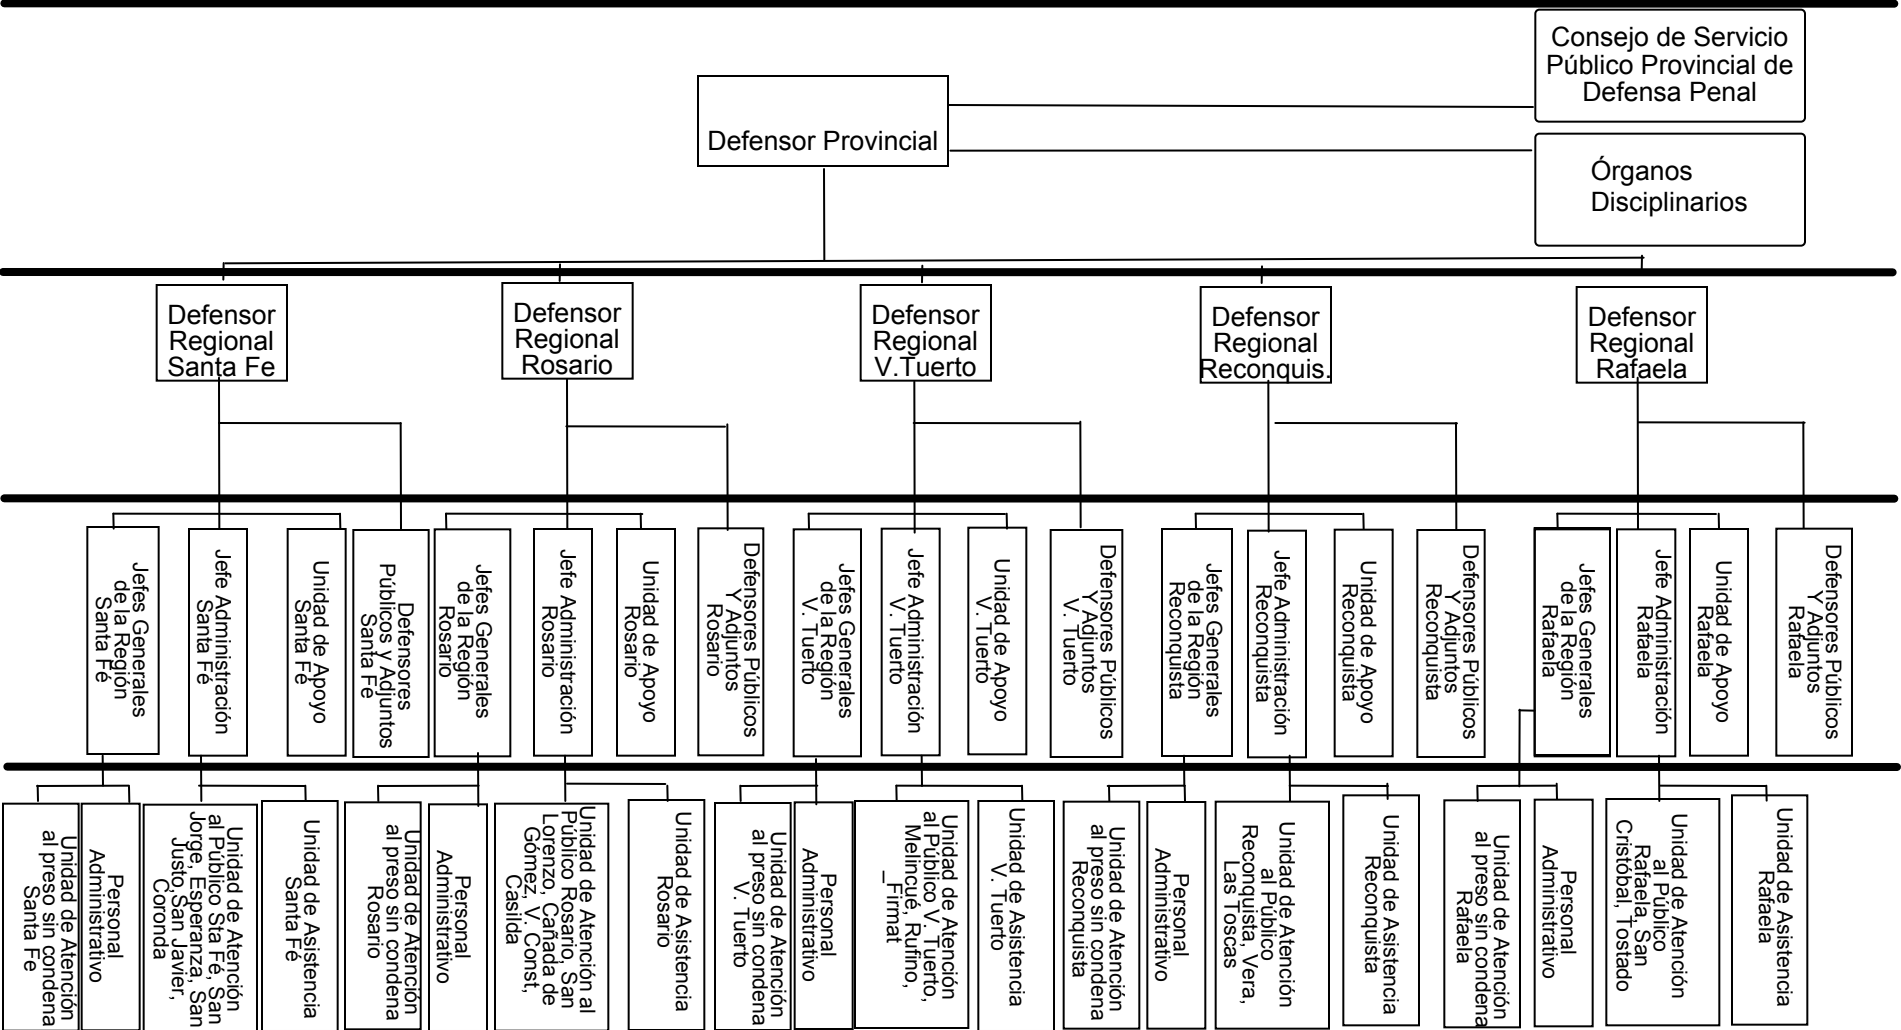 Consejo de Servicio
Público Provincial de
Defensa Penal
Defensor Provincial
Órganos
Disciplinarios
Defensor
Regional
Santa Fe
Defensor
Regional
Rosario
Defensor
Regional
V.Tuerto
Defensor
Regional
Reconquis.
Defensor
Regional
Rafaela
Jefes Generales
de la Región
Santa Fé
Jefe Administración
Santa Fé
Unidad de Apoyo
Santa Fé
Defensores
Públicos y Adjuntos
Santa Fé
Jefes Generales
de la Región
Rosario
Jefe Administración
Rosario
Unidad de Apoyo
Rosario
Defensores Públicos
Y Adjuntos
Rosario
Jefes Generales
de la Región
V. Tuerto
Jefe Administración
V. Tuerto
Unidad de Apoyo
V. Tuerto
Defensores Públicos
Y Adjuntos
V. Tuerto
Jefes Generales
de la Región
Reconquista
Jefe Administración
Reconquista
Unidad de Apoyo
Reconquista
Defensores Públicos
Y Adjuntos
Reconquista
Jefes Generales
de la Región
Rafaela
Jefe Administración
Rafaela
Unidad de Apoyo
Rafaela
Defensores Públicos
Y Adjuntos
Rafaela
Unidad de Atención
al preso sin condena
Santa Fe
Personal
Administrativo
Unidad de Atención
al Público Sta Fé, San
Jorge, Esperanza, San
Justo, San Javier,
Coronda
Unidad de Asistencia
Santa Fé
Unidad de Atención
al preso sin condena
Rosario
Personal
Administrativo
Unidad de Atención al
Público Rosario, San
Lorenzo, Cañada de
Gómez, V. Const,
Casilda
Unidad de Asistencia
Rosario
Unidad de Atención
al preso sin condena
V. Tuerto
Personal
Administrativo
Unidad de Atención
al Público V. Tuerto,
Melincué, Rufino,
_Firmat
Unidad de Asistencia
V. Tuerto
Unidad de Atención
al preso sin condena
Reconquista
Personal
Administrativo
Unidad de Atención
al Público
Reconquista, Vera,
Las Toscas
Unidad de Asistencia
Reconquista
Unidad de Atención
al preso sin condena
Rafaela
Personal
Administrativo
Unidad de Atención
al Público
Rafaela, San
Cristóbal, Tostado
Unidad de Asistencia
Rafaela